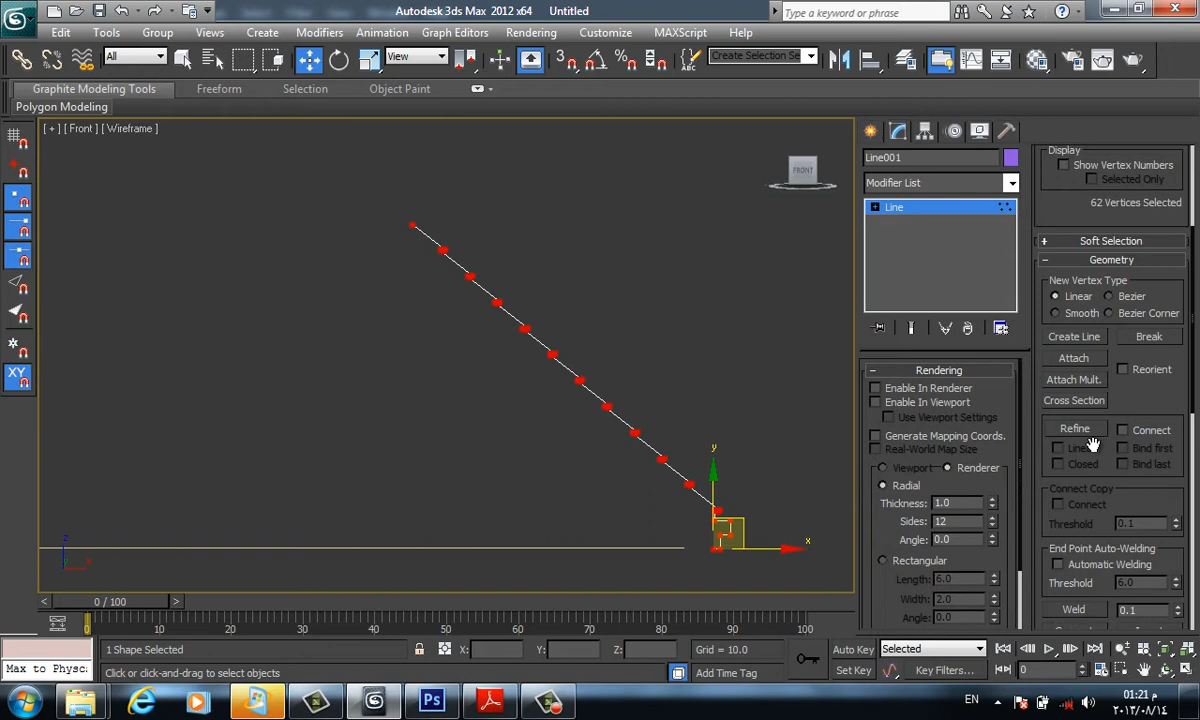 Autodesk 3ds Max 2012 x64 Untitled
Type a keyword or phrase
Edit Tools Group Views Create Modifiers Animation Graph Editors Rendering Customize MAXScript Help
All View 3 Create Selection Se
Graphite Modeling Tools Freeform Selection Object Paint
Polygon Modeling
[ + ] [ Front ] [ Wireframe ]
FRONT
y
x
z
x
XY
Line001
Modifier List
Line
Rendering
Enable In Renderer
Enable In Viewport
Use Viewport Settings
Generate Mapping Coords.
Real-World Map Size
Viewport Renderer
Radial
Thickness: 1.0
Sides: 12
Angle: 0.0
Rectangular
Length: 6.0
Width: 2.0
Angle: 0.0
Display
Show Vertex Numbers
Selected Only
62 Vertices Selected
Soft Selection
Geometry
New Vertex Type
Linear Bezier
Smooth Bezier Corner
Create Line Break
Attach
Attach Mult. Reorient
Cross Section
Refine Connect
Bind first
Closed Bind last
Connect Copy
Connect
Threshold 0.1
End Point Auto-Welding
Automatic Welding
Threshold 6.0
Weld 0.1
0 / 100
10 20 30 40 50 60 70 80 90 100
1 Shape Selected X: Y: Z: Grid = 10.0 Auto Key Selected
Max to Physc Click or click-and-drag to select objects Add Time Tag Set Key Key Filters... 0
EN 01:21 م
٢٠١٣/٠٨/١٤